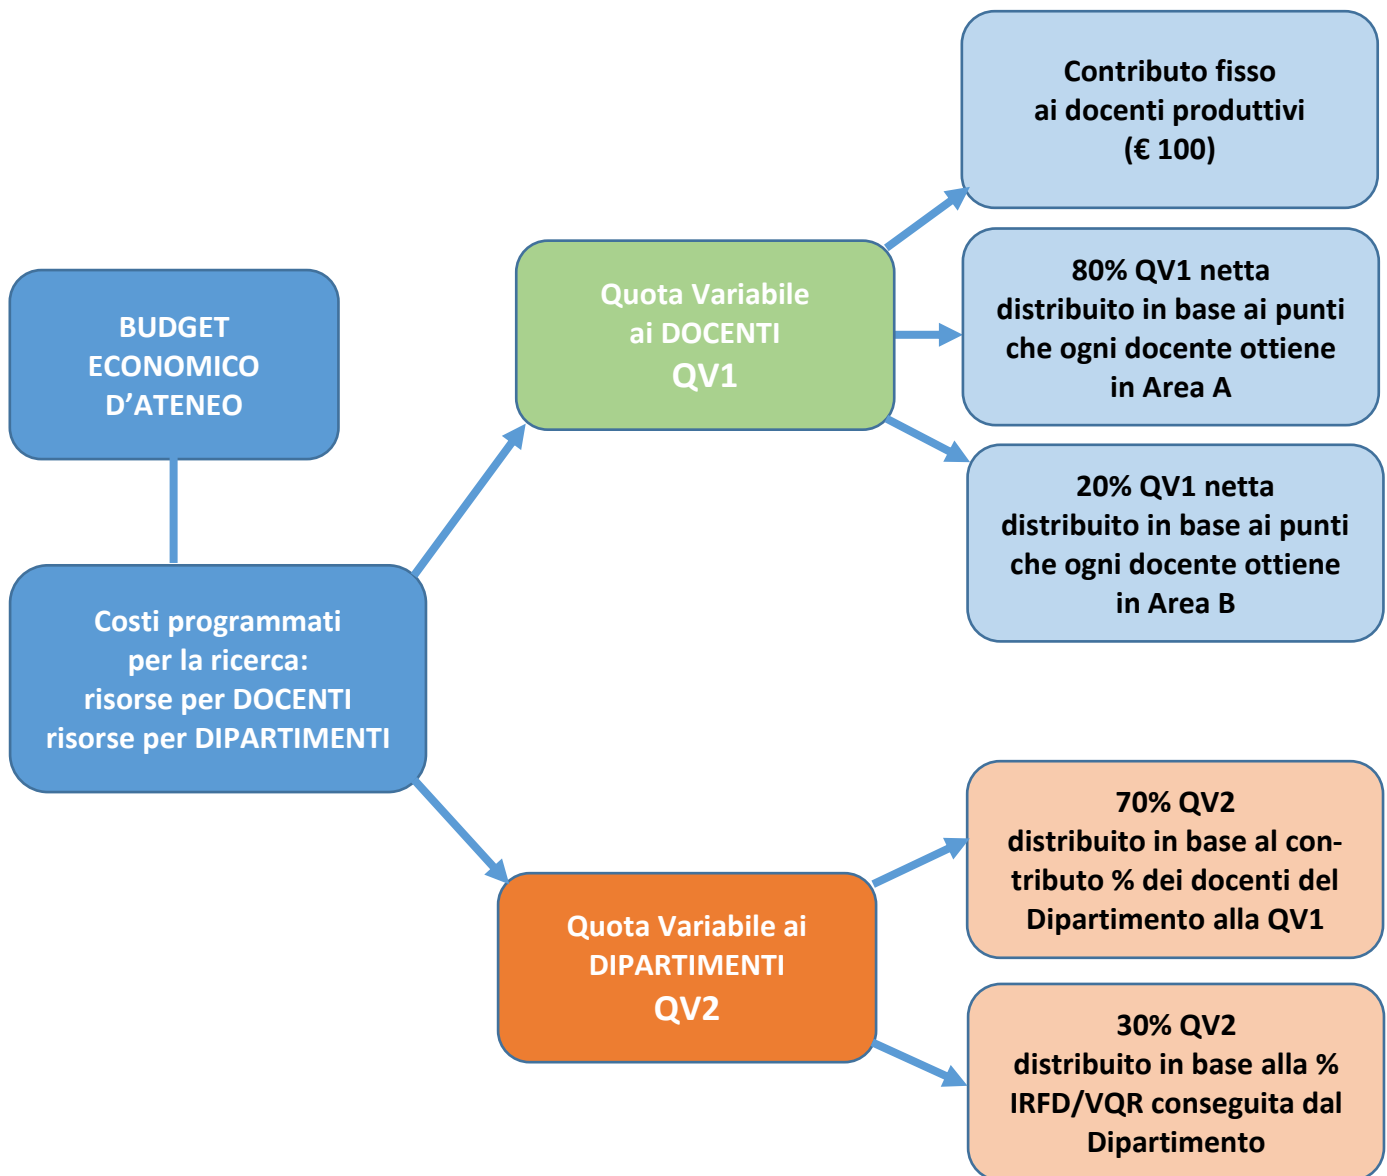 BUDGET
ECONOMICO
D’ATENEO
Costi programmati
per la ricerca:
risorse per DOCENTI
risorse per DIPARTIMENTI
Quota Variabile
ai DOCENTI
QV1
Contributo fisso
ai docenti produttivi
(€ 100)
80% QV1 netta
distribuito in base ai punti
che ogni docente ottiene
in Area A
20% QV1 netta
distribuito in base ai punti
che ogni docente ottiene
in Area B
Quota Variabile ai
DIPARTIMENTI
QV2
70% QV2
distribuito in base al con-
tributo % dei docenti del
Dipartimento alla QV1
30% QV2
distribuito in base alla %
IRFD/VQR conseguita dal
Dipartimento